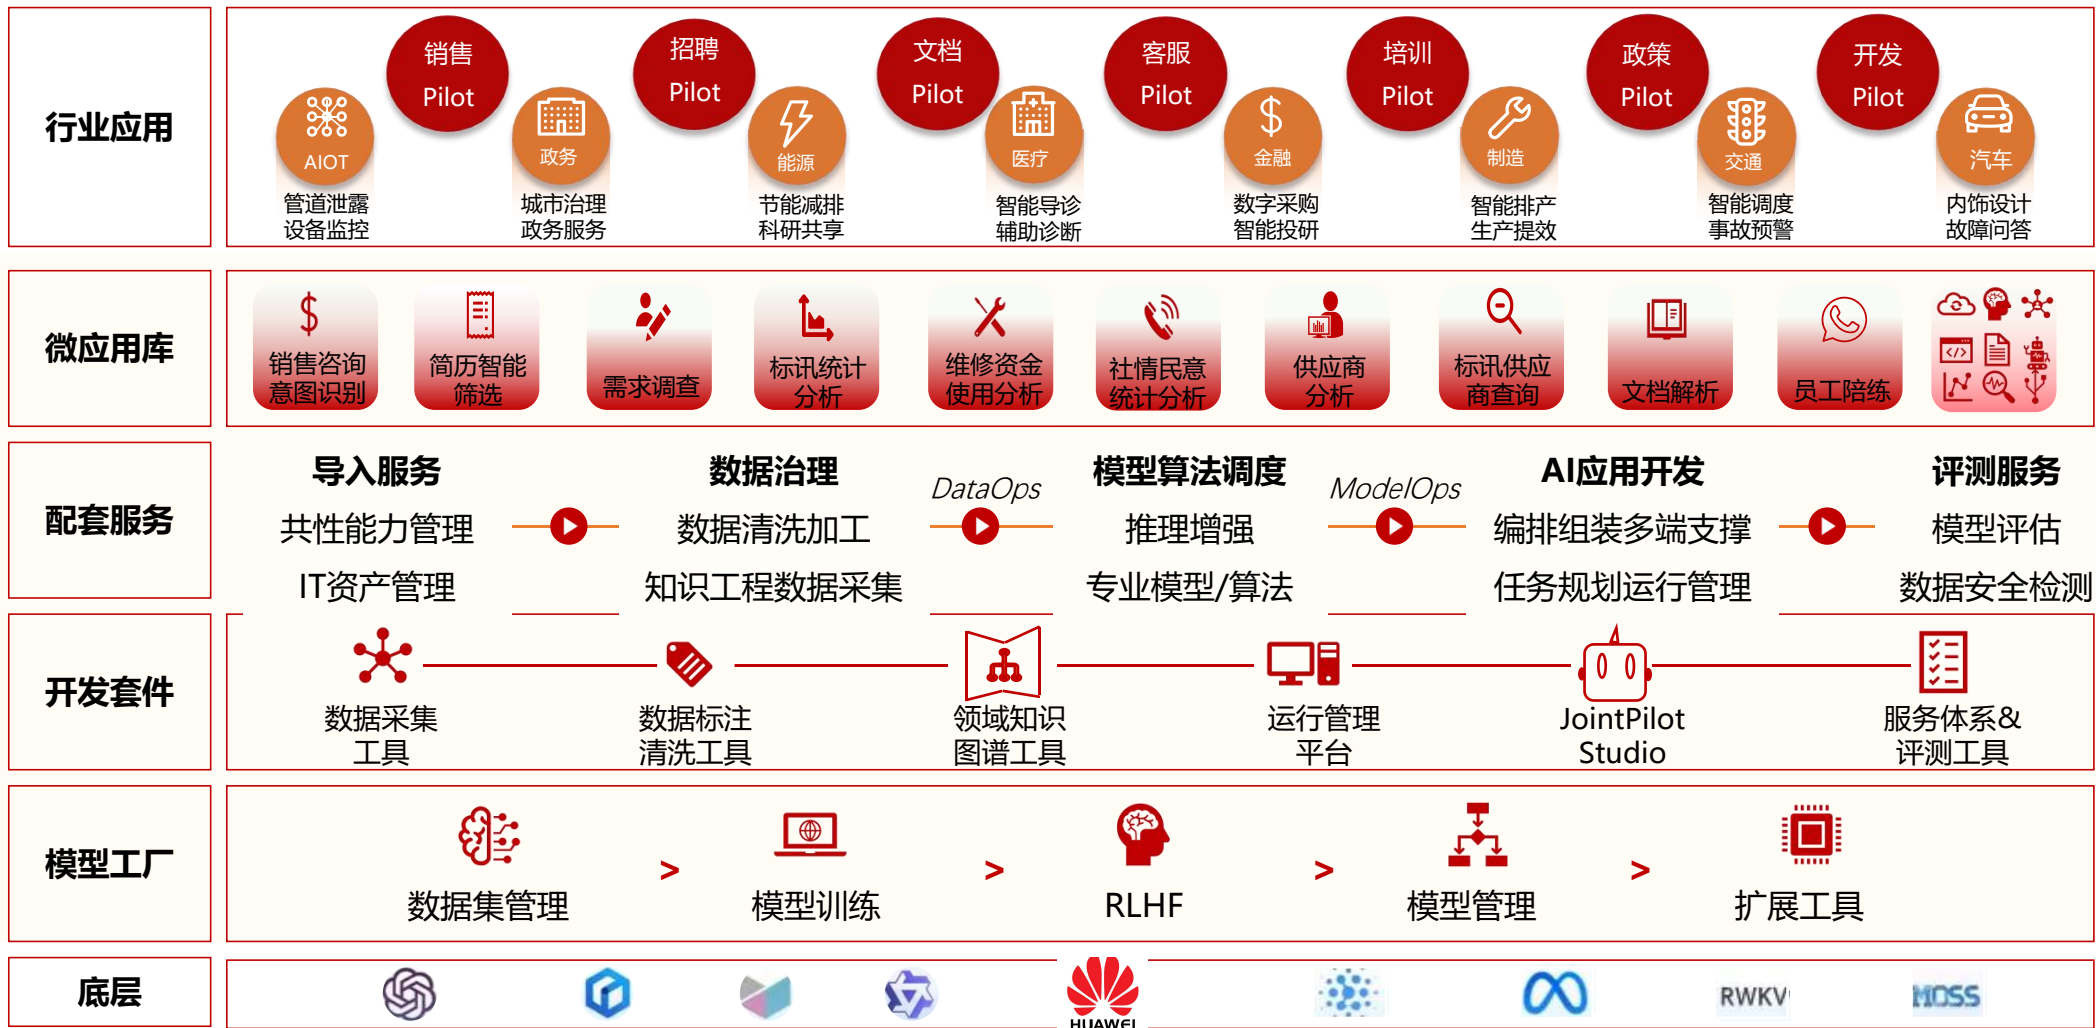 行业应用
销售
Pilot
招聘
Pilot
文档
Pilot
客服
Pilot
培训
Pilot
政策
Pilot
开发
Pilot
AIOT
管道泄露
设备监控
政务
城市治理
政务服务
能源
节能减排
科研共享
医疗
智能导诊
辅助诊断
金融
数字采购
智能投研
制造
智能排产
生产提效
交通
智能调度
事故预警
汽车
内饰设计
故障问答
微应用库
销售咨询
意图识别
简历智能
筛选
需求调查
标讯统计
分析
维修资金
使用分析
社情民意
统计分析
供应商
分析
标讯供应
商查询
文档解析
员工陪练
配套服务
导入服务
共性能力管理
IT资产管理
数据治理
数据清洗加工
知识工程数据采集
DataOps
模型算法调度
推理增强
专业模型/算法
ModelOps
AI应用开发
编排组装多端支撑
任务规划运行管理
评测服务
模型评估
数据安全检测
开发套件
数据采集
工具
数据标注
清洗工具
领域知识
图谱工具
运行管理
平台
JointPilot
Studio
服务体系&
评测工具
模型工厂
数据集管理
>
模型训练
>
RLHF
>
模型管理
>
扩展工具
底层
HUAWEI
RWKV
MOSS